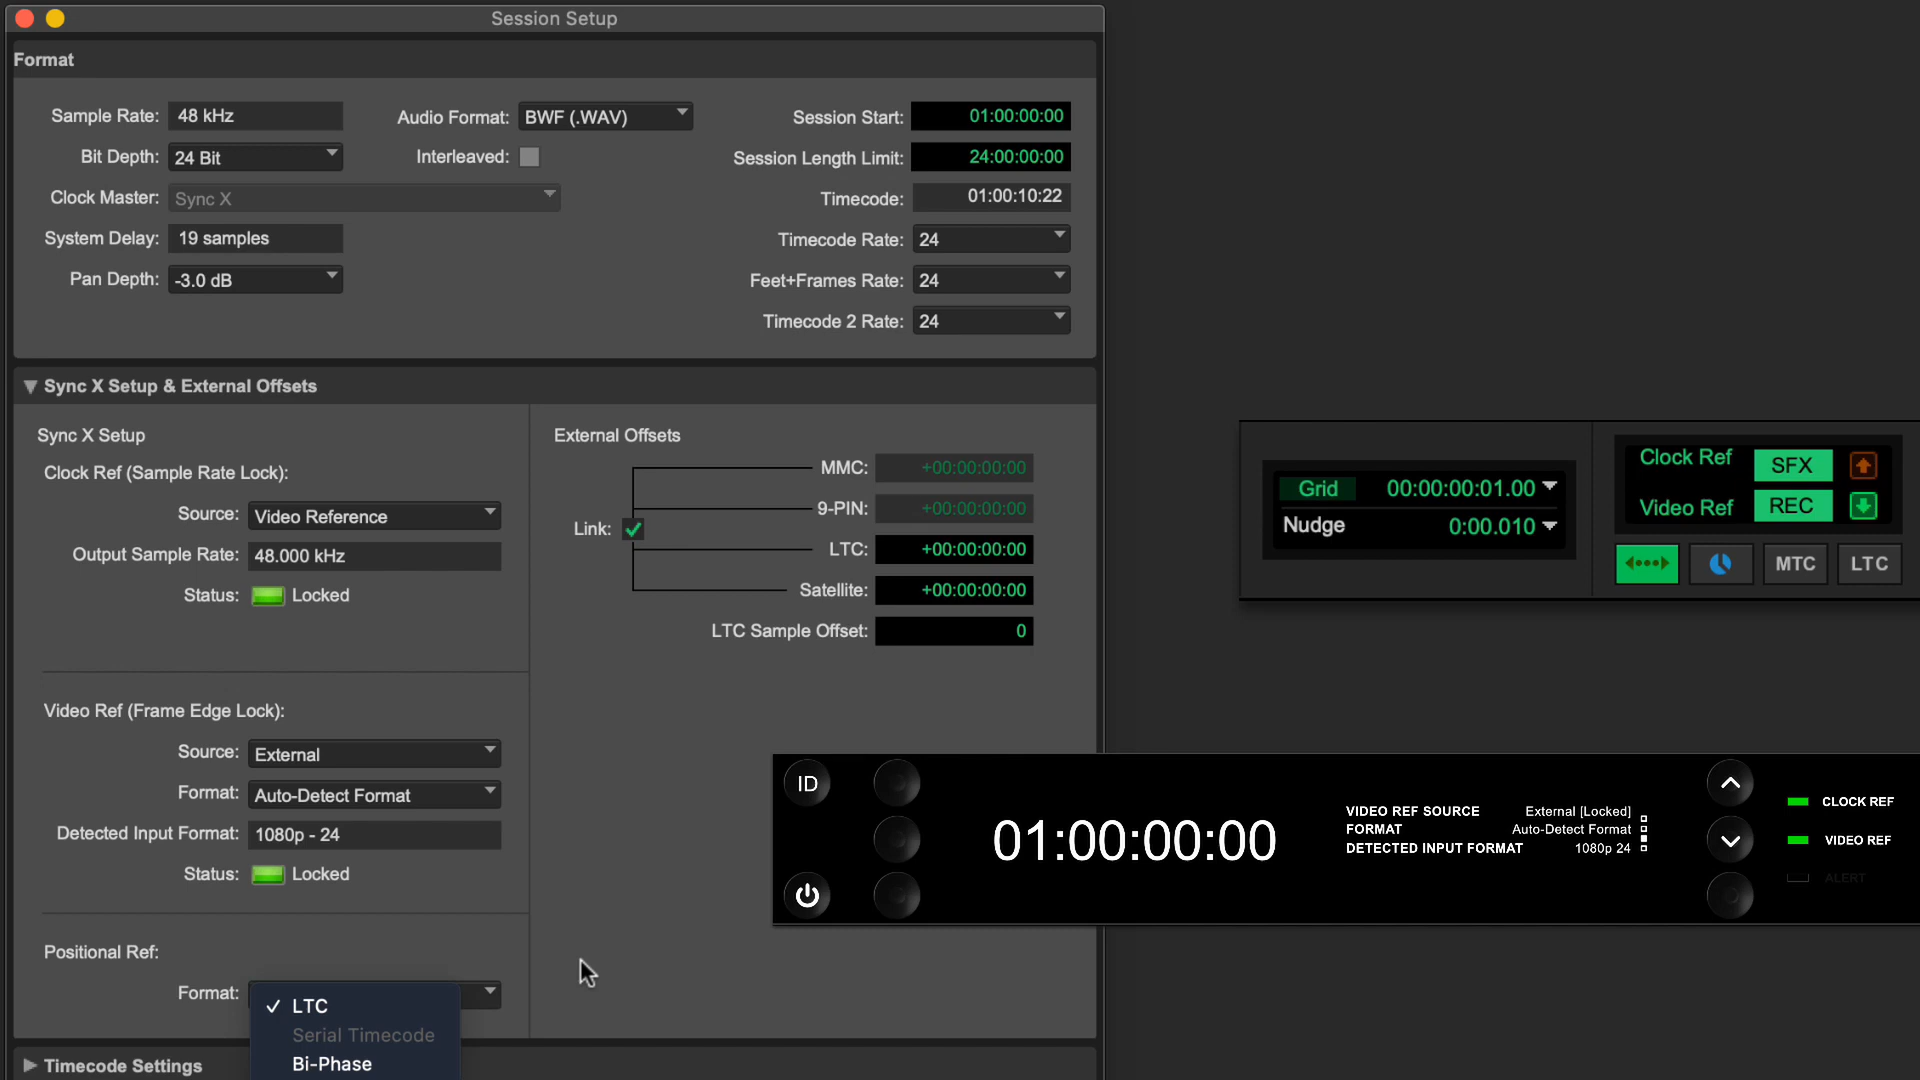 Session Setup
Format
Sample Rate: 48 kHz
Bit Depth: 24 Bit
Clock Master: Sync X
System Delay: 19 samples
Pan Depth: -3.0 dB
Audio Format: BWF (.WAV)
Interleaved:
Session Start: 01:00:00:00
Session Length Limit: 24:00:00:00
Timecode: 01:00:10:22
Timecode Rate: 24
Feet+Frames Rate: 24
Timecode 2 Rate: 24
Sync X Setup & External Offsets
Sync X Setup
Clock Ref (Sample Rate Lock):
Source: Video Reference
Output Sample Rate: 48.000 kHz
Status: Locked
Video Ref (Frame Edge Lock):
Source: External
Format: Auto-Detect Format
Detected Input Format: 1080p - 24
Status: Locked
Positional Ref:
Format:
LTC
Serial Timecode
Bi-Phase
Timecode Settings
External Offsets
Link:
MMC: +00:00:00:00
9-PIN: +00:00:00:00
LTC: +00:00:00:00
Satellite: +00:00:00:00
LTC Sample Offset: 0
Grid 00:00:00:01.00
Nudge 0:00.010
Clock Ref SFX
Video Ref REC
MTC LTC
ID
01:00:00:00
VIDEO REF SOURCE External [Locked]
FORMAT Auto-Detect Format
DETECTED INPUT FORMAT 1080p 24
CLOCK REF
VIDEO REF
ALERT